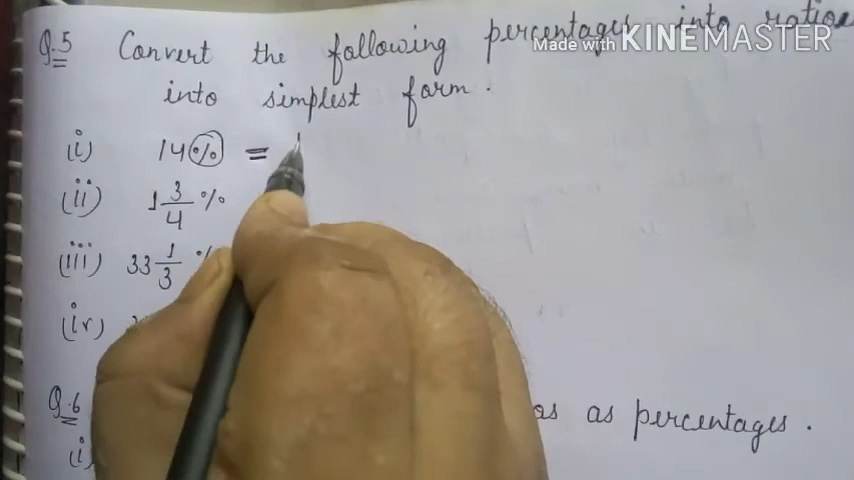 Q.5 Convert the following percentages into ratios
into simplest form.
Made with KINEMASTER
(i) 14% =
(ii) 1 3/4 %
(iii) 33 1/3 %
(iv)
Q.6 as percentages.
(i)